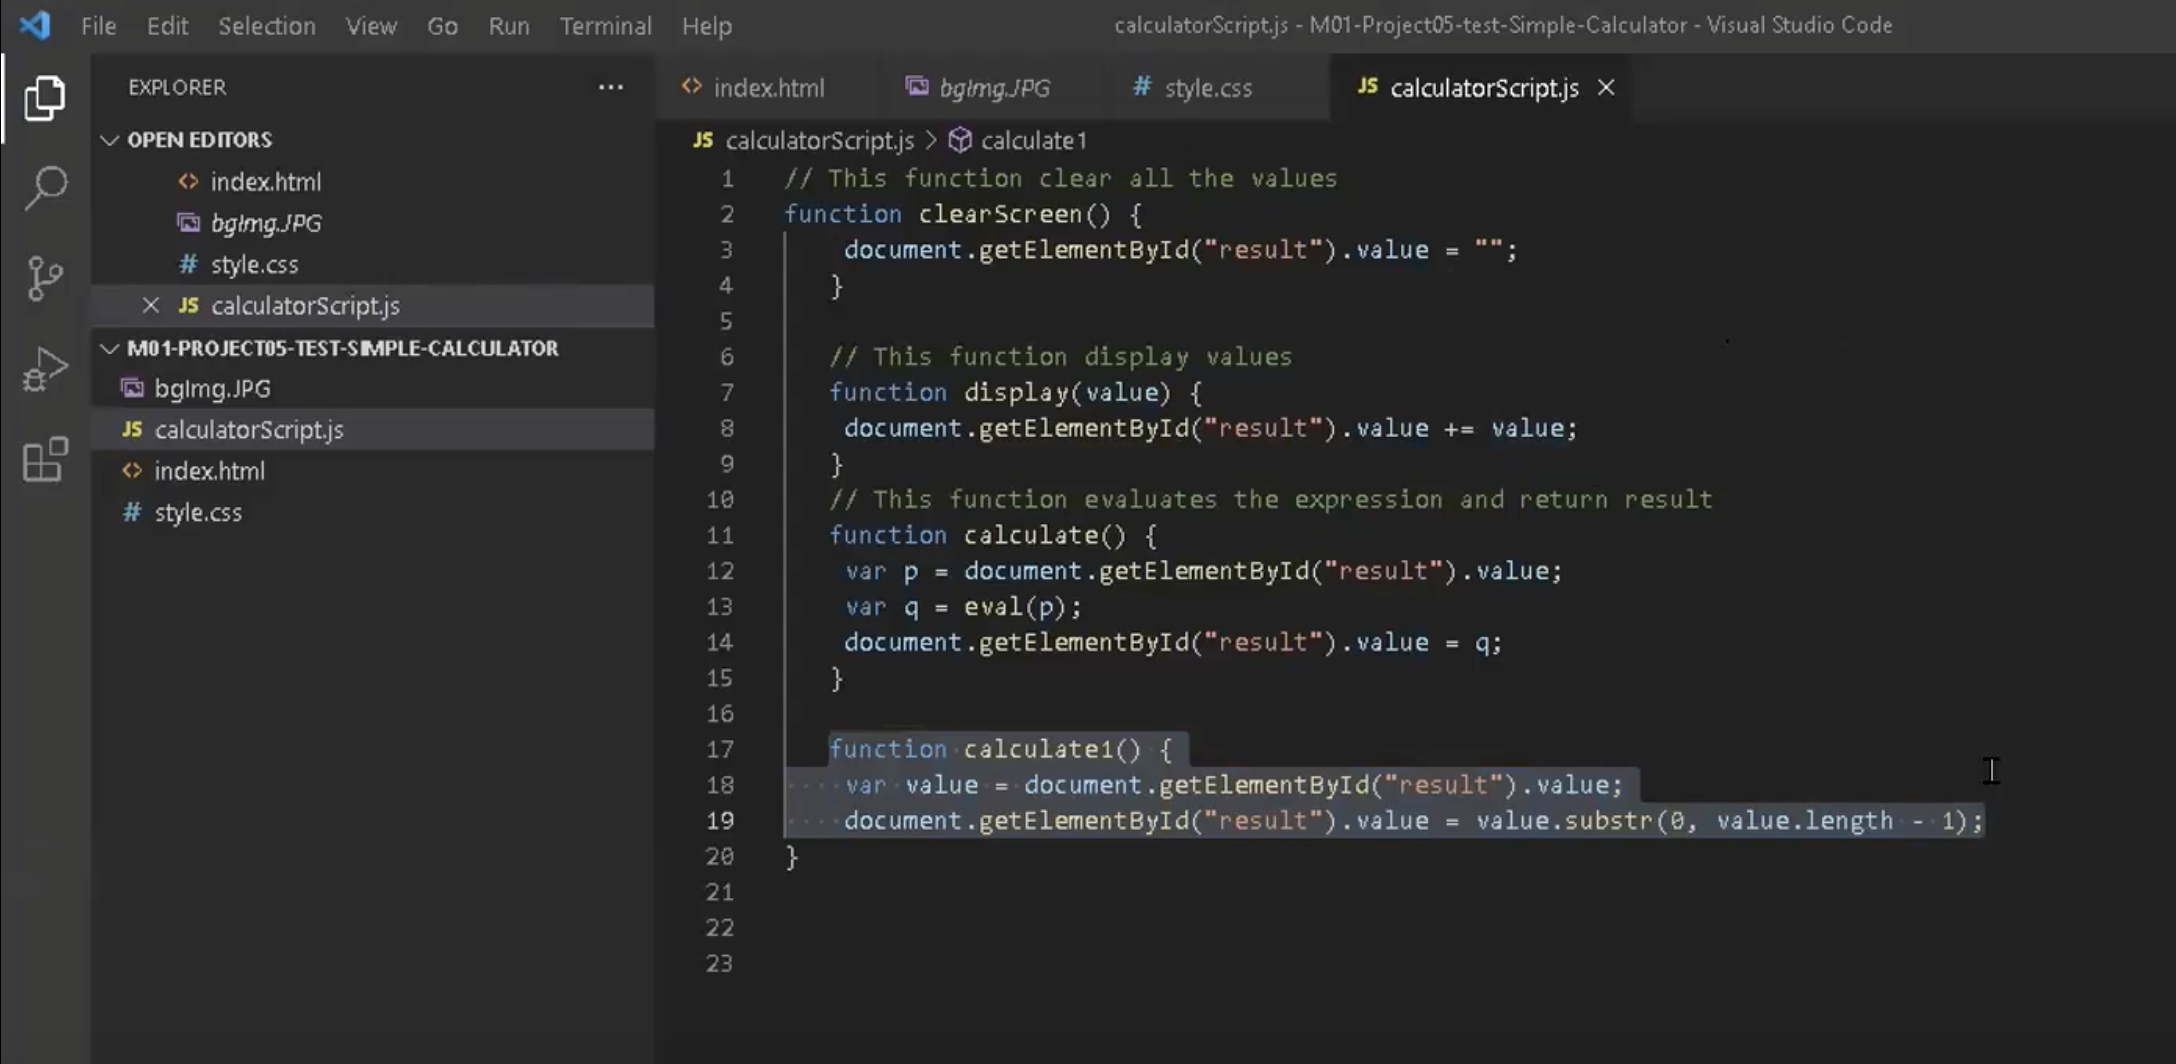 File Edit Selection View Go Run Terminal Help calculatorScript.js - M01-Project05-test-Simple-Calculator - Visual Studio Code
EXPLORER ...
OPEN EDITORS
<> index.html
bgImg.JPG
# style.css
JS calculatorScript.js
M01-PROJECT05-TEST-SIMPLE-CALCULATOR
bgImg.JPG
JS calculatorScript.js
<> index.html
# style.css
<> index.html bgImg.JPG # style.css JS calculatorScript.js ×
JS calculatorScript.js > calculate1
1 // This function clear all the values
2 function clearScreen() {
3 document.getElementById("result").value = "";
4 }
5
6 // This function display values
7 function display(value) {
8 document.getElementById("result").value += value;
9 }
10 // This function evaluates the expression and return result
11 function calculate() {
12 var p = document.getElementById("result").value;
13 var q = eval(p);
14 document.getElementById("result").value = q;
15 }
16
17 function calculate1() {
18 var value = document.getElementById("result").value;
19 document.getElementById("result").value = value.substr(0, value.length - 1);
20 }
21
22
23